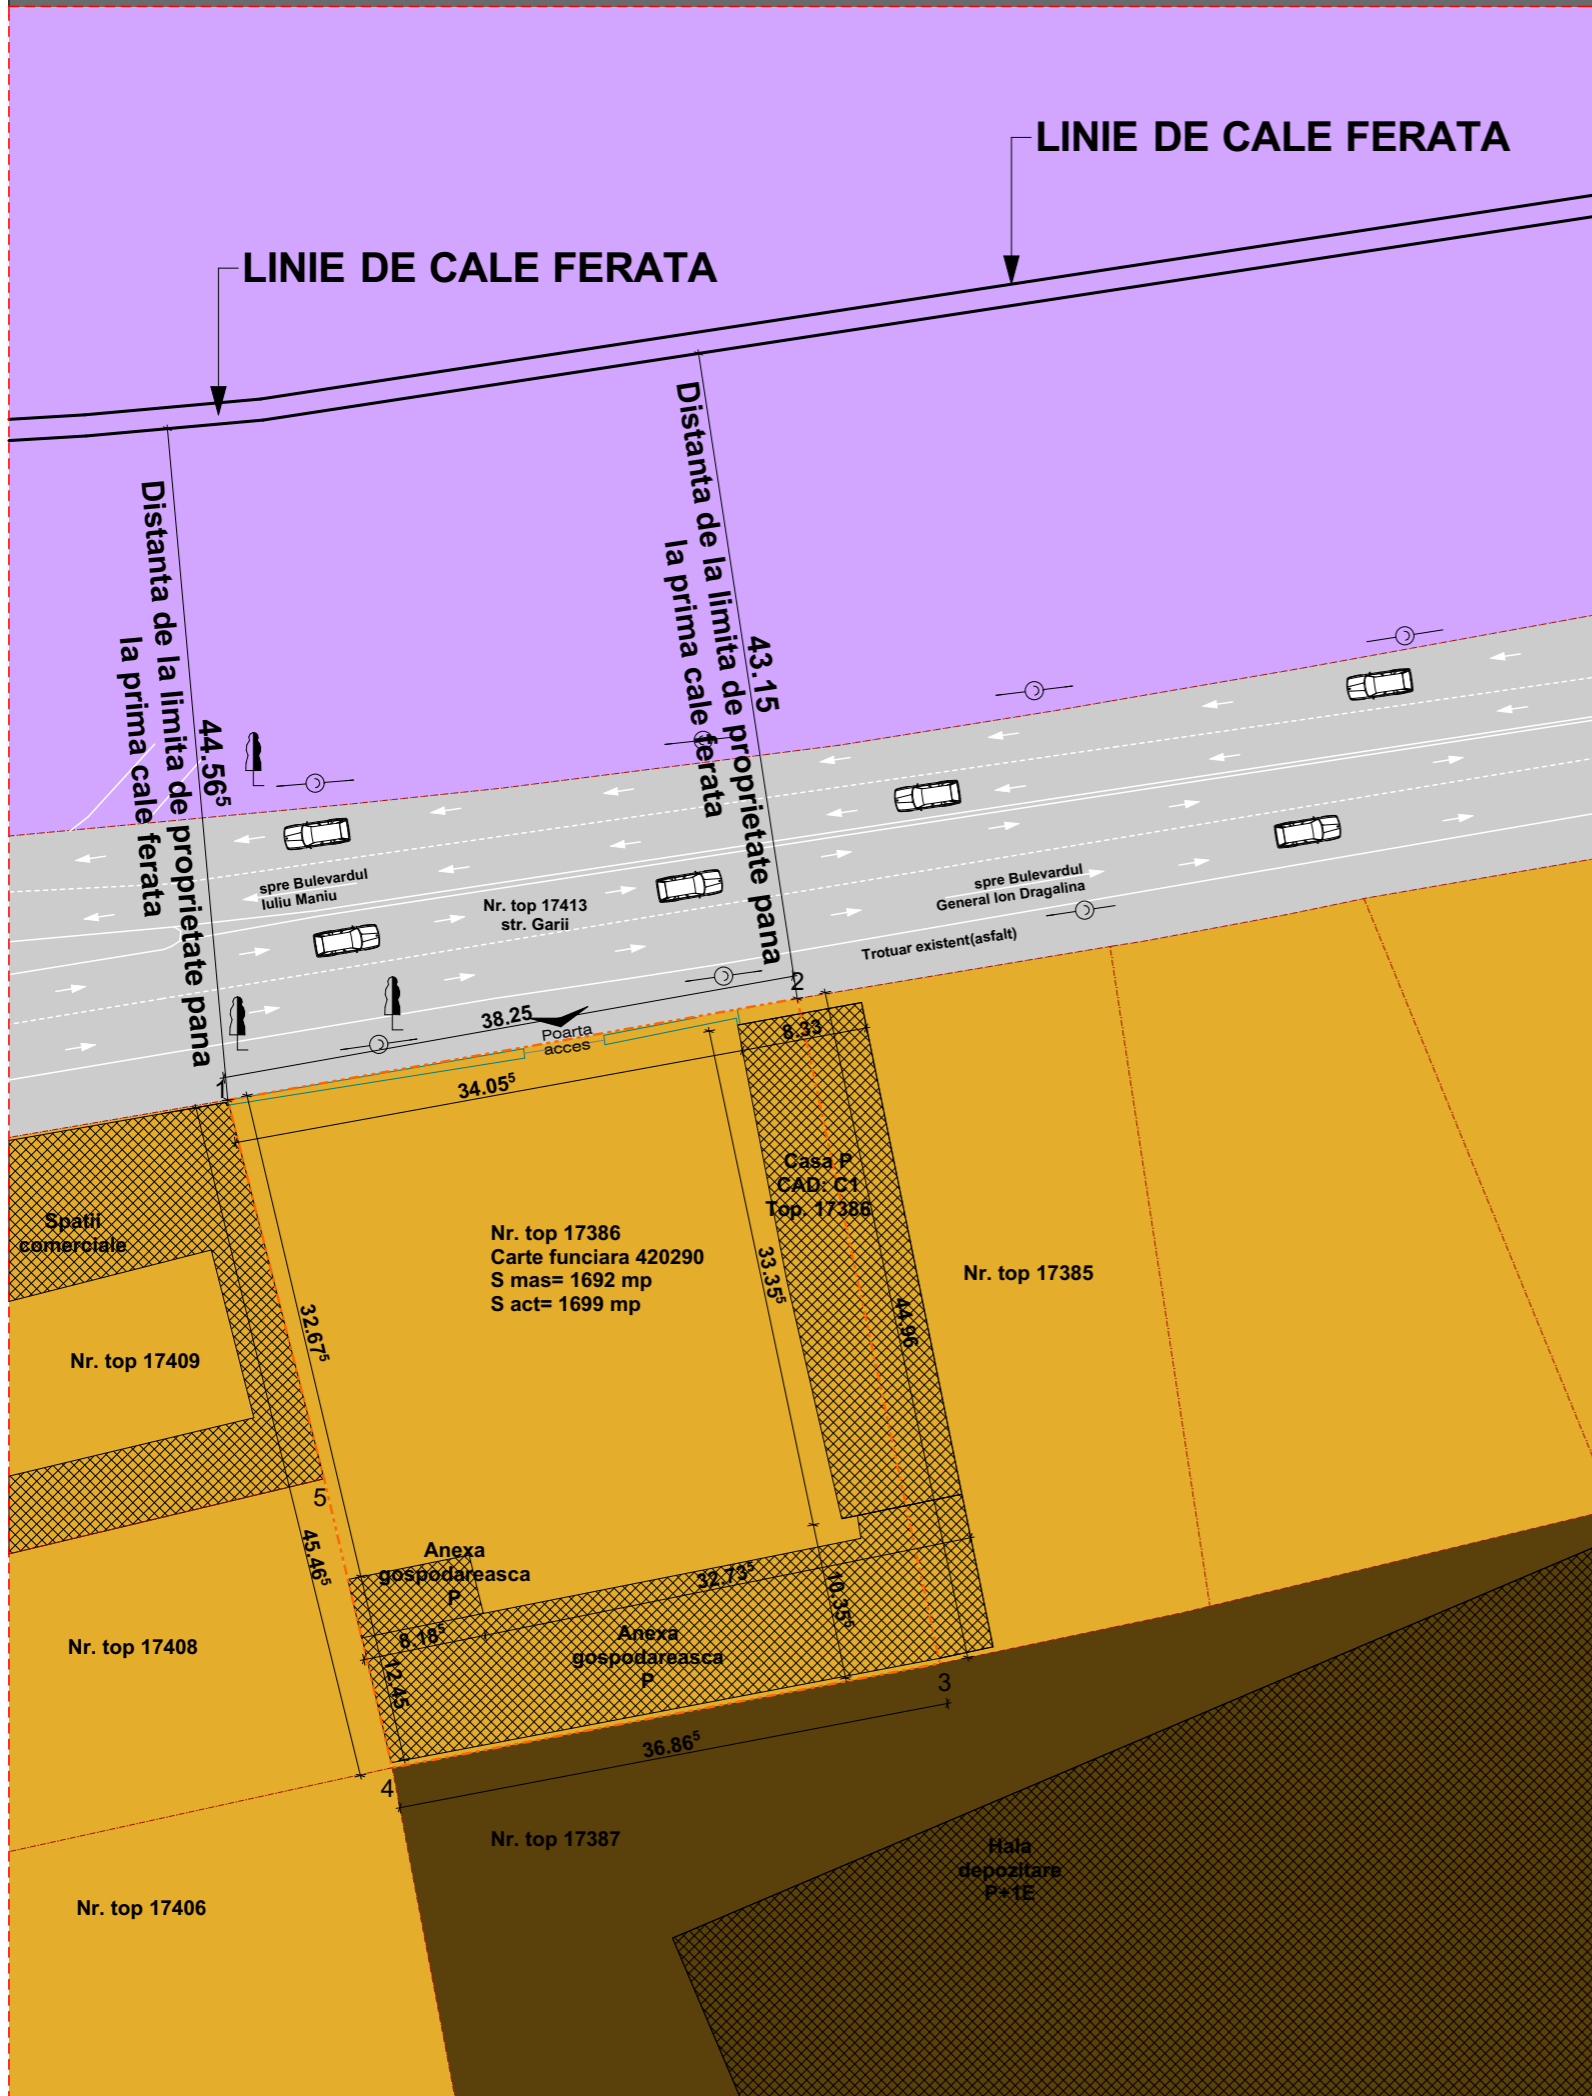 LINIE DE CALE FERATA
LINIE DE CALE FERATA
Distanta de la limita de proprietate pana
la prima cale ferata
44.56⁵
Distanta de la limita de proprietate pana
la prima cale ferata
43.15
spre Bulevardul
Iuliu Maniu
Nr. top 17413
str. Garii
spre Bulevardul
General Ion Dragalina
Trotuar existent(asfalt)
1
2
38.25
Poarta
acces
34.05⁵
8.33
Spatii
comerciale
Casa P
CAD: C1
Top. 17386
Nr. top 17386
Carte funciara 420290
S mas= 1692 mp
S act= 1699 mp
33.35⁵
44.96
Nr. top 17385
32.67⁵
Nr. top 17409
5
45.46⁵
Anexa
gospodareasca
P
32.73⁵
10.35⁵
8.18⁵
12.45
Anexa
gospodareasca
P
Nr. top 17408
3
36.86⁵
4
Nr. top 17387
Hala
depozitare
P+1E
Nr. top 17406